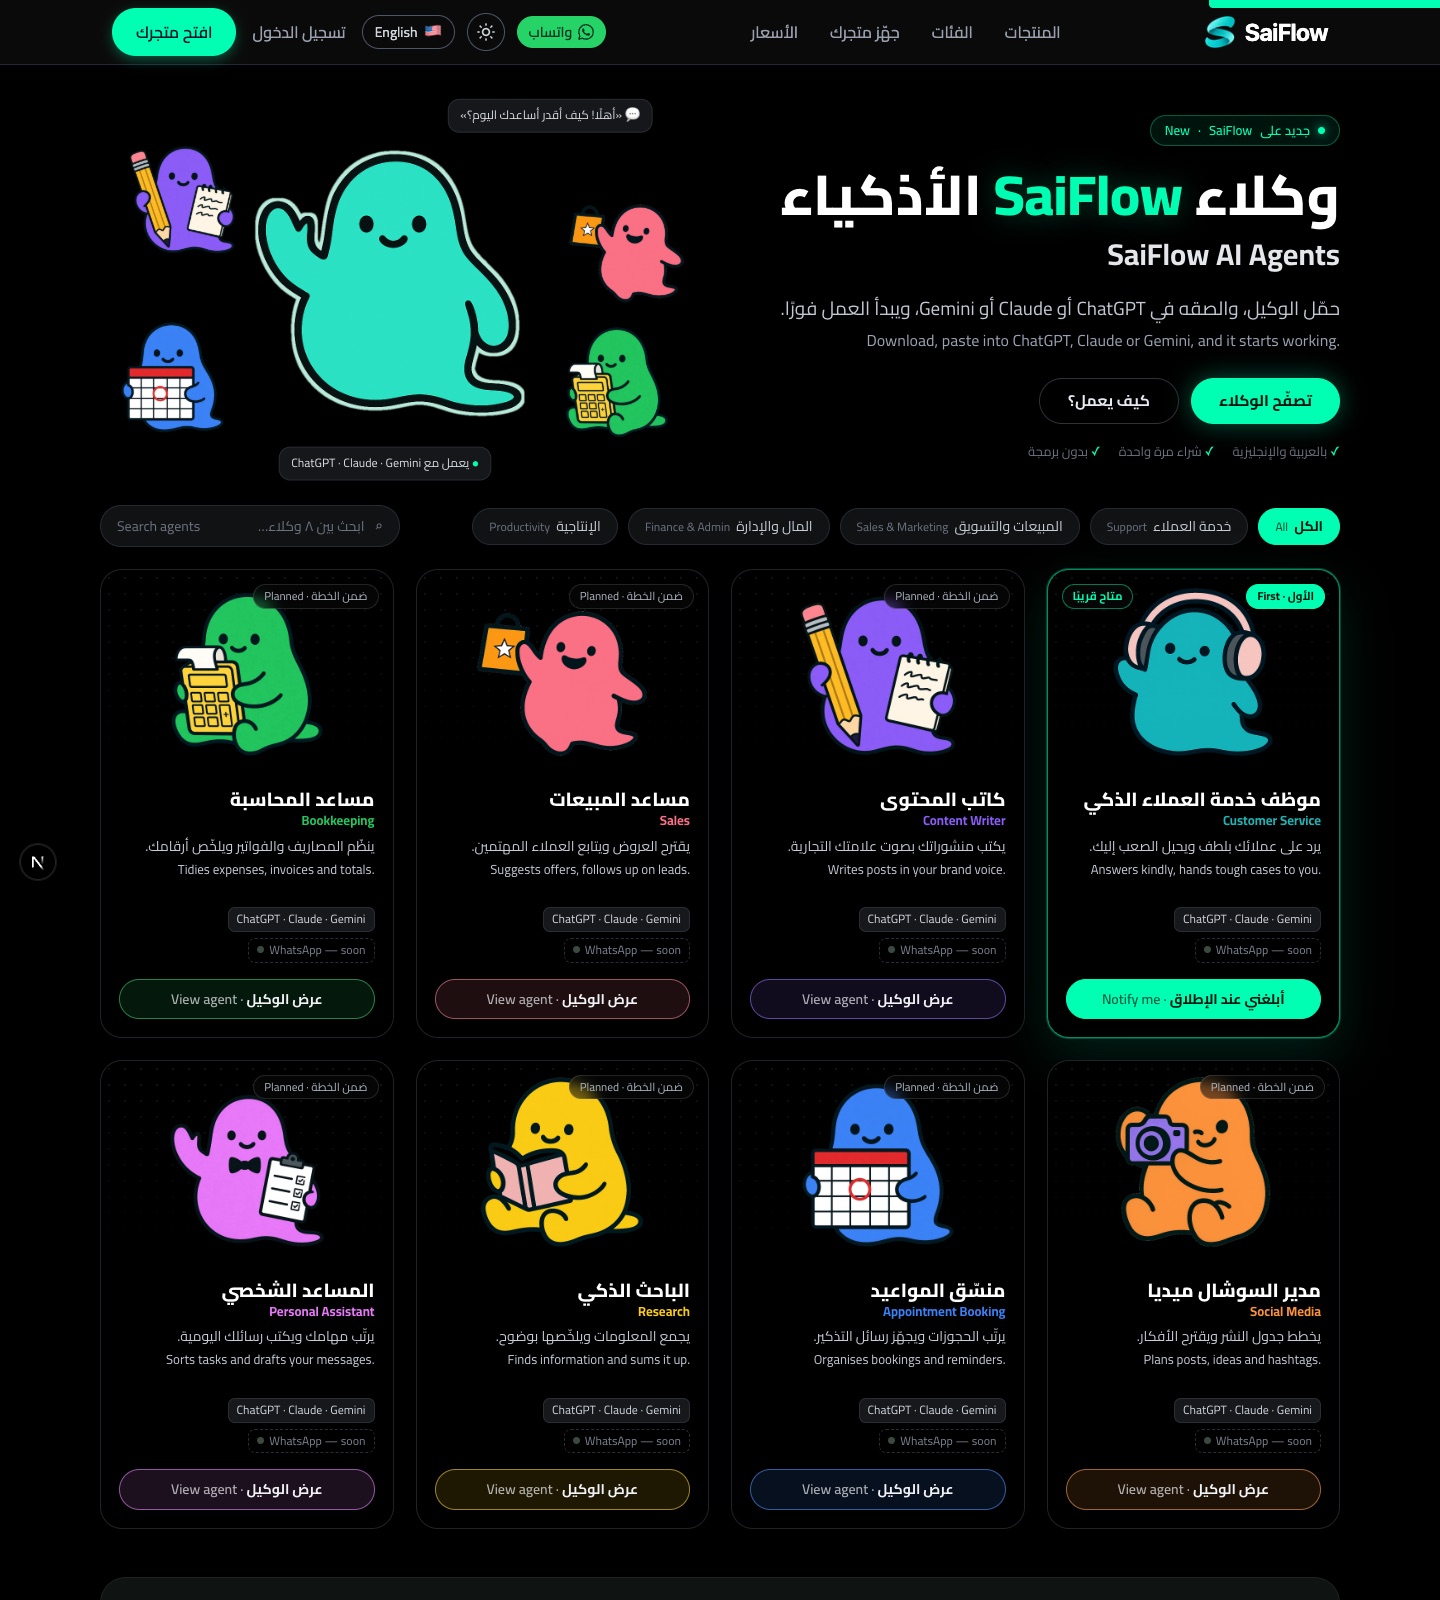 SaiFlow
المنتجات
الفئات
جهّز متجرك
الأسعار
واتساب
English
تسجيل الدخول
افتح متجرك
جديد على SaiFlow · New
وكلاء SaiFlow الأذكياء
SaiFlow AI Agents
حمّل الوكيل، والصقه في ChatGPT أو Claude أو Gemini، ويبدأ العمل فورًا.
Download, paste into ChatGPT, Claude or Gemini, and it starts working.
تصفّح الوكلاء
كيف يعمل؟
✓ بالعربية والإنجليزية
✓ شراء مرة واحدة
✓ بدون برمجة
«أهلًا! كيف أقدر أساعدك اليوم؟»
يعمل مع ChatGPT · Claude · Gemini
الكل All
خدمة العملاء Support
المبيعات والتسويق Sales & Marketing
المال والإدارة Finance & Admin
الإنتاجية Productivity
ابحث بين ٨ وكلاء... Search agents
الأول · First
متاح قريبًا
موظف خدمة العملاء الذكي
Customer Service
يرد على عملائك بلطف ويحيل الصعب إليك.
Answers kindly, hands tough cases to you.
ChatGPT · Claude · Gemini
WhatsApp — soon
أبلغني عند الإطلاق · Notify me
ضمن الخطة · Planned
كاتب المحتوى
Content Writer
يكتب منشوراتك بصوت علامتك التجارية.
Writes posts in your brand voice.
ChatGPT · Claude · Gemini
WhatsApp — soon
عرض الوكيل · View agent
ضمن الخطة · Planned
مساعد المبيعات
Sales
يقترح العروض ويتابع العملاء المهتمين.
Suggests offers, follows up on leads.
ChatGPT · Claude · Gemini
WhatsApp — soon
عرض الوكيل · View agent
ضمن الخطة · Planned
مساعد المحاسبة
Bookkeeping
ينظّم المصاريف والفواتير ويلخّص أرقامك.
Tidies expenses, invoices and totals.
ChatGPT · Claude · Gemini
WhatsApp — soon
عرض الوكيل · View agent
ضمن الخطة · Planned
مدير السوشال ميديا
Social Media
يخطط جدول النشر ويقترح الأفكار.
Plans posts, ideas and hashtags.
ChatGPT · Claude · Gemini
WhatsApp — soon
عرض الوكيل · View agent
ضمن الخطة · Planned
منسّق المواعيد
Appointment Booking
يرتّب الحجوزات ويجهّز رسائل التذكير.
Organises bookings and reminders.
ChatGPT · Claude · Gemini
WhatsApp — soon
عرض الوكيل · View agent
ضمن الخطة · Planned
الباحث الذكي
Research
يجمع المعلومات ويلخّصها بوضوح.
Finds information and sums it up.
ChatGPT · Claude · Gemini
WhatsApp — soon
عرض الوكيل · View agent
ضمن الخطة · Planned
المساعد الشخصي
Personal Assistant
يرتّب مهامك ويكتب رسائلك اليومية.
Sorts tasks and drafts your messages.
ChatGPT · Claude · Gemini
WhatsApp — soon
عرض الوكيل · View agent
N